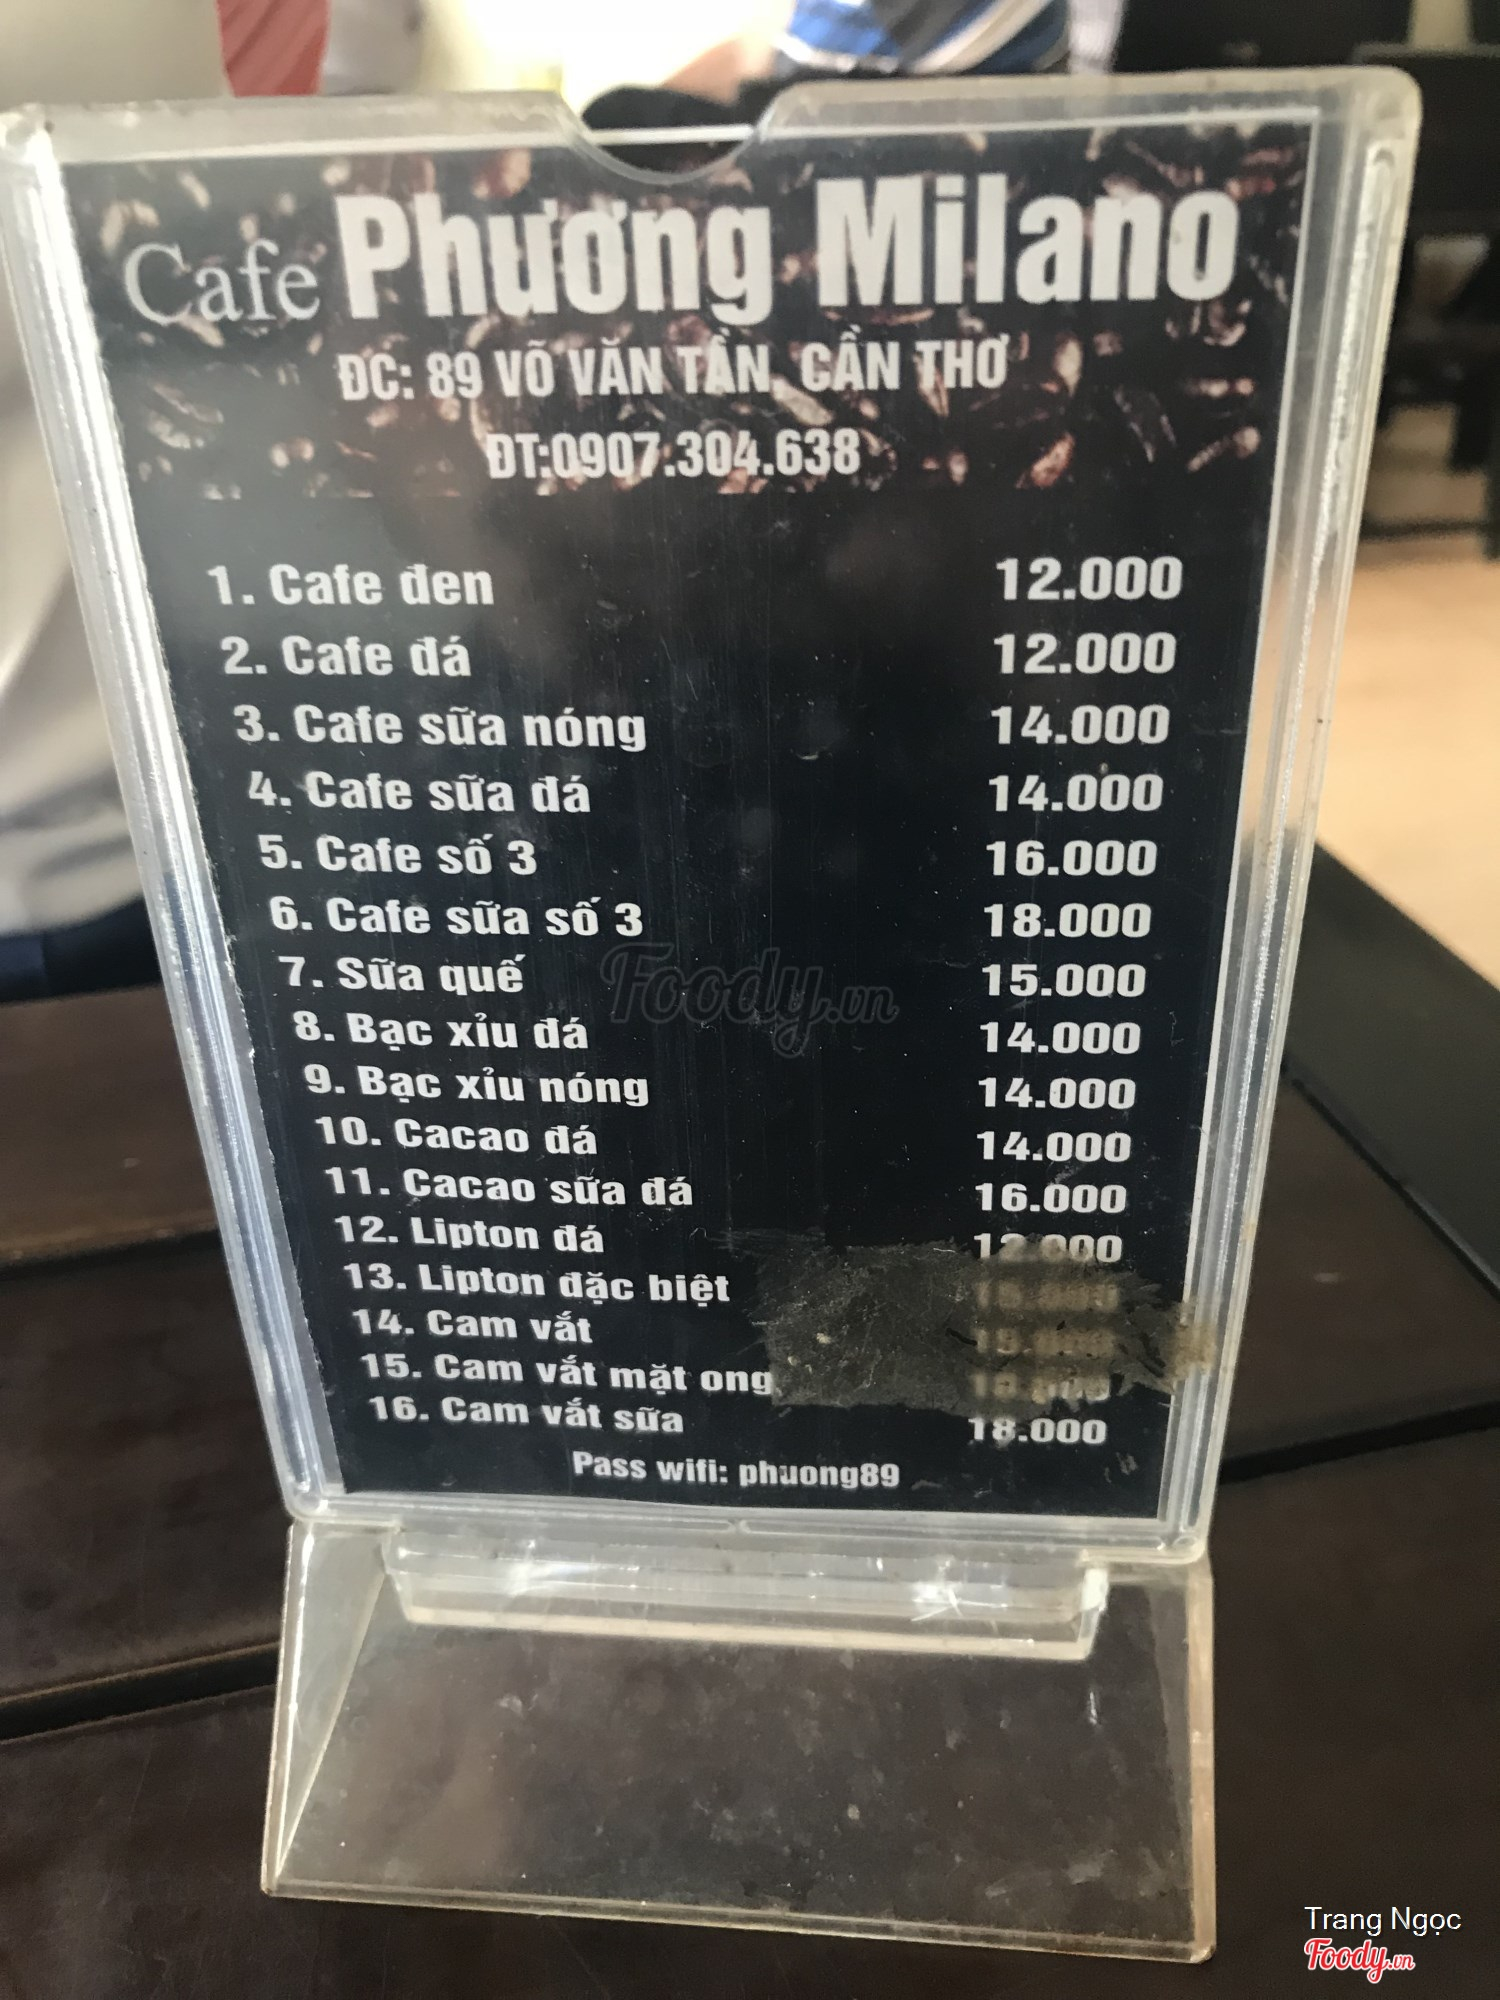 Cafe Phương Milano
ĐC: 89 VÕ VĂN TẦN, CẦN THƠ
ĐT:0907.304.638
1. Cafe đen 12.000
2. Cafe đá 12.000
3. Cafe sữa nóng 14.000
4. Cafe sữa đá 14.000
5. Cafe số 3 16.000
6. Cafe sữa số 3 18.000
7. Sữa quế 15.000
8. Bạc xỉu đá 14.000
9. Bạc xỉu nóng 14.000
10. Cacao đá 14.000
11. Cacao sữa đá 16.000
12. Lipton đá
13. Lipton đặc biệt
14. Cam vắt
15. Cam vắt mặt ong
16. Cam vắt sữa 18.000
Pass wifi: phuong89
Foody.vn
Trang Ngọc
Foody.vn